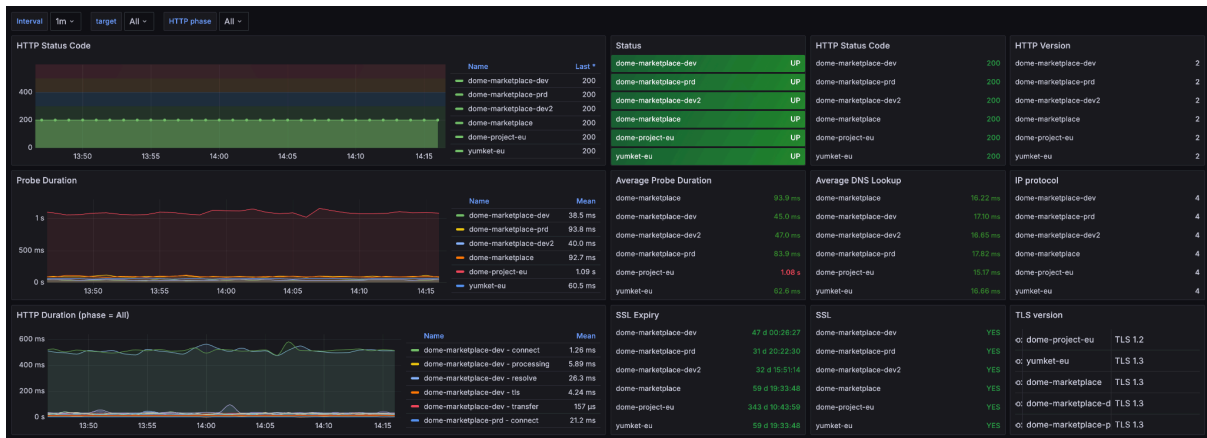 Interval 1m target All HTTP phase All
HTTP Status Code
400
200
0
13:50 13:55 14:00 14:05 14:10 14:15
Name Last *
dome-marketplace-dev 200
dome-marketplace-prd 200
dome-marketplace-dev2 200
dome-marketplace 200
dome-project-eu 200
yumket-eu 200
Status
dome-marketplace-dev UP
dome-marketplace-prd UP
dome-marketplace-dev2 UP
dome-marketplace UP
dome-project-eu UP
yumket-eu UP
HTTP Status Code
dome-marketplace-dev 200
dome-marketplace-prd 200
dome-marketplace-dev2 200
dome-marketplace 200
dome-project-eu 200
yumket-eu 200
HTTP Version
dome-marketplace-dev 2
dome-marketplace-prd 2
dome-marketplace-dev2 2
dome-marketplace 2
dome-project-eu 2
yumket-eu 2
Probe Duration
1 s
500 ms
0 s
13:50 13:55 14:00 14:05 14:10 14:15
Name Mean
dome-marketplace-dev 38.5 ms
dome-marketplace-prd 93.8 ms
dome-marketplace-dev2 40.0 ms
dome-marketplace 92.7 ms
dome-project-eu 1.09 s
yumket-eu 60.5 ms
Average Probe Duration
dome-marketplace 93.9 ms
dome-marketplace-dev 45.0 ms
dome-marketplace-dev2 47.0 ms
dome-marketplace-prd 83.9 ms
dome-project-eu 1.08 s
yumket-eu 62.6 ms
Average DNS Lookup
dome-marketplace 16.22 ms
dome-marketplace-dev 17.10 ms
dome-marketplace-dev2 16.65 ms
dome-marketplace-prd 17.82 ms
dome-project-eu 15.17 ms
yumket-eu 16.66 ms
IP protocol
dome-marketplace-dev 4
dome-marketplace-prd 4
dome-marketplace-dev2 4
dome-marketplace 4
dome-project-eu 4
yumket-eu 4
HTTP Duration (phase = All)
600 ms
400 ms
200 ms
0 s
13:50 13:55 14:00 14:05 14:10 14:15
Name Mean
dome-marketplace-dev - connect 1.26 ms
dome-marketplace-dev - processing 5.89 ms
dome-marketplace-dev - resolve 26.3 ms
dome-marketplace-dev - tls 4.24 ms
dome-marketplace-dev - transfer 157 µs
dome-marketplace-prd - connect 21.2 ms
SSL Expiry
dome-marketplace-dev 47 d 00:26:27
dome-marketplace-prd 31 d 20:22:30
dome-marketplace-dev2 32 d 15:51:14
dome-marketplace 59 d 19:33:48
dome-project-eu 343 d 10:43:59
yumket-eu 59 d 19:33:48
SSL
dome-marketplace-dev YES
dome-marketplace-prd YES
dome-marketplace-dev2 YES
dome-marketplace YES
dome-project-eu YES
yumket-eu YES
TLS version
o: dome-project-eu TLS 1.2
o: yumket-eu TLS 1.3
o: dome-marketplace TLS 1.3
o: dome-marketplace-d TLS 1.3
o: dome-marketplace-p TLS 1.3